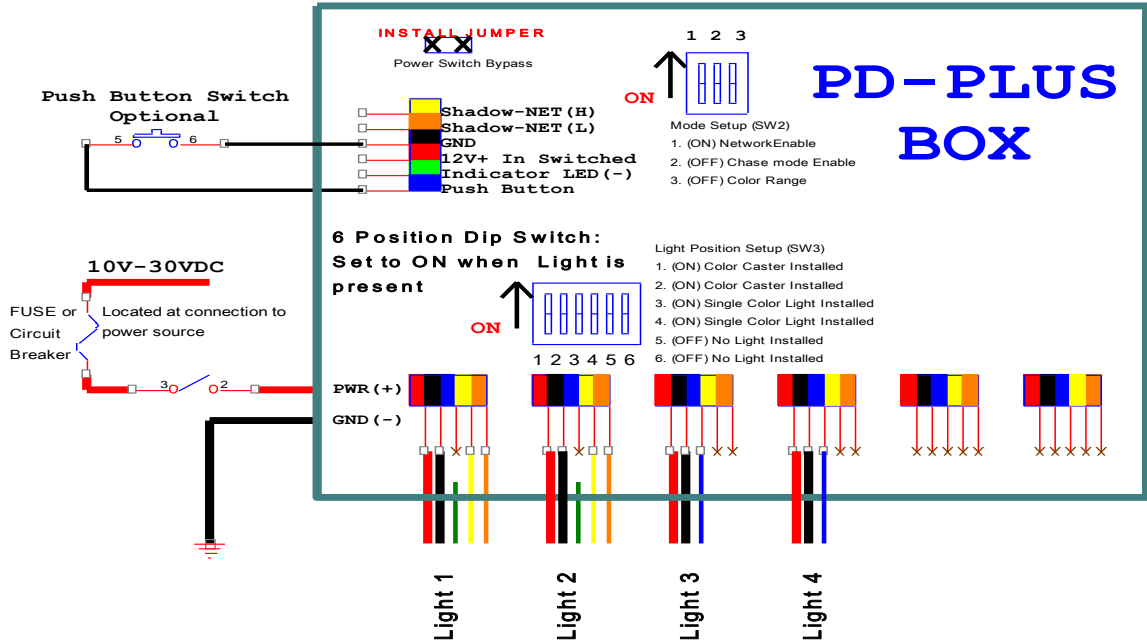 INSTALL JUMPER
Power Switch Bypass
1 2 3
ON
PD-PLUS
BOX
Push Button Switch
Optional
5 6
Shadow-NET(H)
Shadow-NET(L)
GND
12V+ In Switched
Indicator LED(-)
Push Button
Mode Setup (SW2)
1. (ON) NetworkEnable
2. (OFF) Chase mode Enable
3. (OFF) Color Range
6 Position Dip Switch:
Set to ON when Light is
present
ON
1 2 3 4 5 6
Light Position Setup (SW3)
1. (ON) Color Caster Installed
2. (ON) Color Caster Installed
3. (ON) Single Color Light Installed
4. (ON) Single Color Light Installed
5. (OFF) No Light Installed
6. (OFF) No Light Installed
10V-30VDC
FUSE or
Circuit
Breaker
Located at connection to
power source
3 2
PWR(+)
GND(-)
Light 1
Light 2
Light 3
Light 4